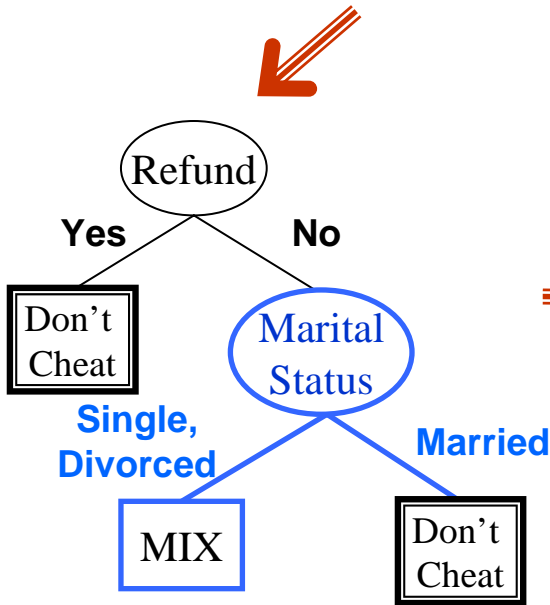 Refund
Yes
No
Don’t
Cheat
Marital
Status
Single,
Divorced
Married
MIX
Don’t
Cheat